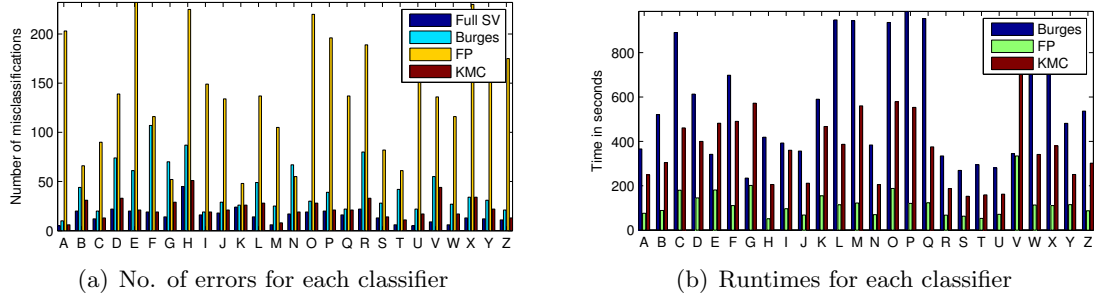 200
150
100
50
0
Number of misclassifications
Full SV
Burges
FP
KMC
A B C D E F G H I J K L M N O P Q R S T U V W X Y Z
(a) No. of errors for each classifier
800
600
400
200
0
Time in seconds
Burges
FP
KMC
A B C D E F G H I J K L M N O P Q R S T U V W X Y Z
(b) Runtimes for each classifier